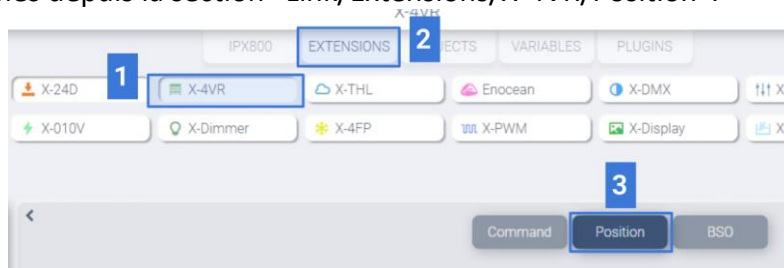 X-4VR
IPX800 EXTENSIONS 2 JECTS VARIABLES PLUGINS
X-24D 1 X-4VR X-THL Enocean X-DMX X
X-010V X-Dimmer X-4FP X-PWM X-Display X
3
Command Position BSO